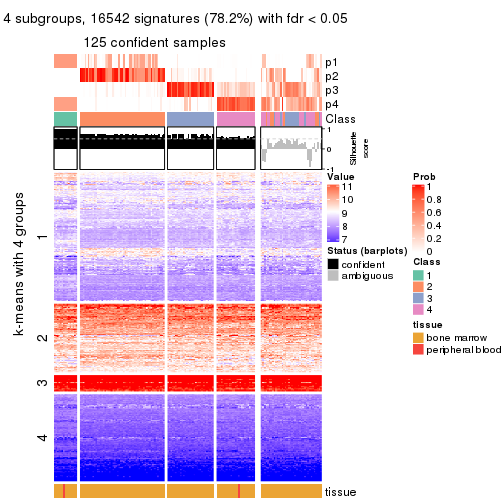 4 subgroups, 16542 signatures (78.2%) with fdr < 0.05
125 confident samples
p1
p2
p3
p4
Class
1
0
-1
Silhouette
score
k-means with 4 groups
1
2
3
4
Value
11
10
9
8
7
Status (barplots)
confident
ambiguous
Prob
1
0.8
0.6
0.4
0.2
0
Class
1
2
3
4
tissue
bone marrow
peripheral blood
tissue